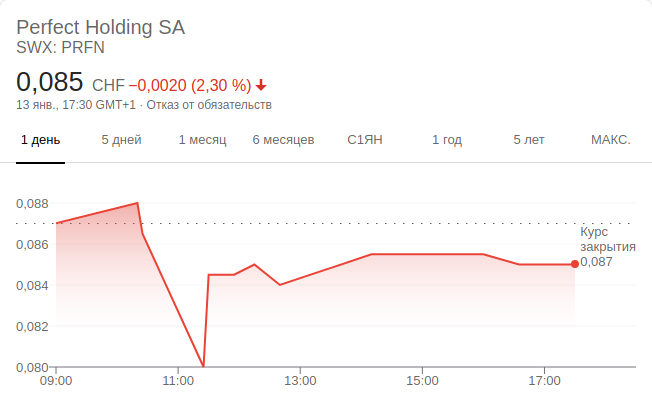 Perfect Holding SA
SWX: PRFN
0,085 CHF −0,0020 (2,30 %)
13 янв., 17:30 GMT+1 · Отказ от обязательств
1 день 5 дней 1 месяц 6 месяцев С1ЯН 1 год 5 лет МАКС.
0,088
Курс
закрытия
0,086
0,087
0,084
0,082
0,080
09:00 11:00 13:00 15:00 17:00